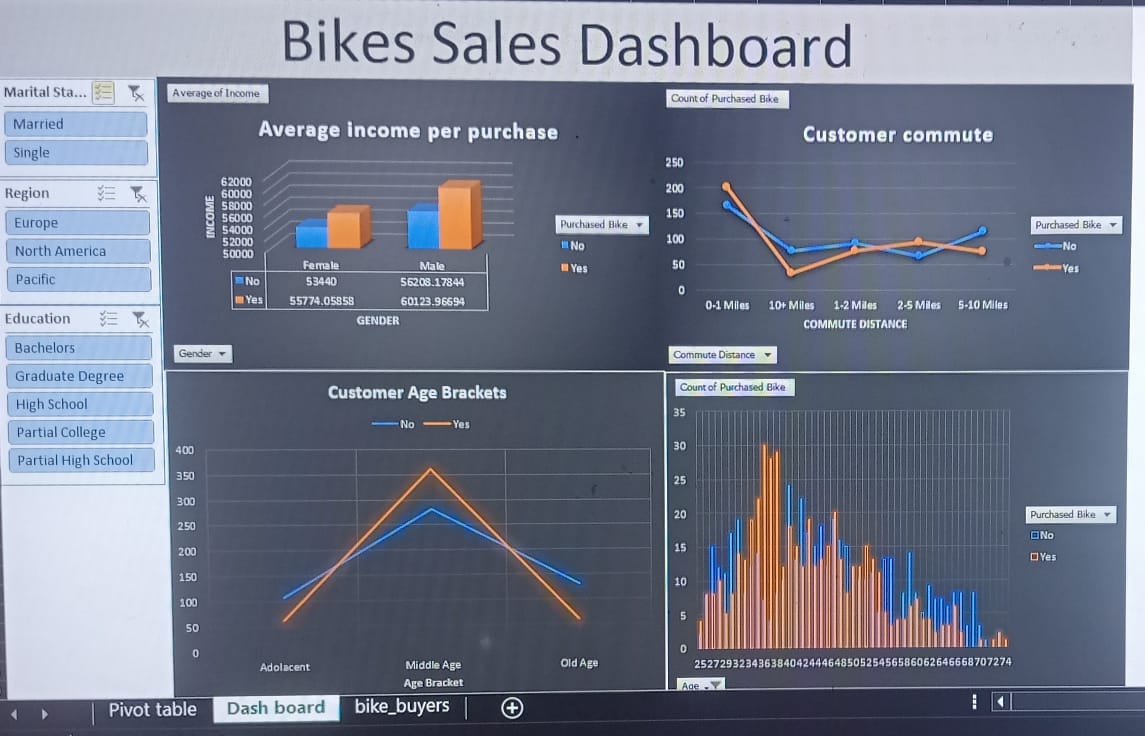 Bikes Sales Dashboard
Marital Sta...
Married
Single
Region
Europe
North America
Pacific
Education
Bachelors
Graduate Degree
High School
Partial College
Partial High School
Average of Income
Average income per purchase
INCOME
62000
60000
58000
56000
54000
52000
50000
Female Male
No 53440 56208.17844
Yes 55774.05858 60123.96694
GENDER
Purchased Bike
No
Yes
Gender
Count of Purchased Bike
Customer commute
250
200
150
100
50
0
0-1 Miles 10+ Miles 1-2 Miles 2-5 Miles 5-10 Miles
COMMUTE DISTANCE
Purchased Bike
No
Yes
Commute Distance
Customer Age Brackets
No Yes
400
350
300
250
200
150
100
50
0
Adolacent Middle Age Old Age
Age Bracket
Count of Purchased Bike
35
30
25
20
15
10
5
0
Purchased Bike
No
Yes
Age
Pivot table Dash board bike_buyers